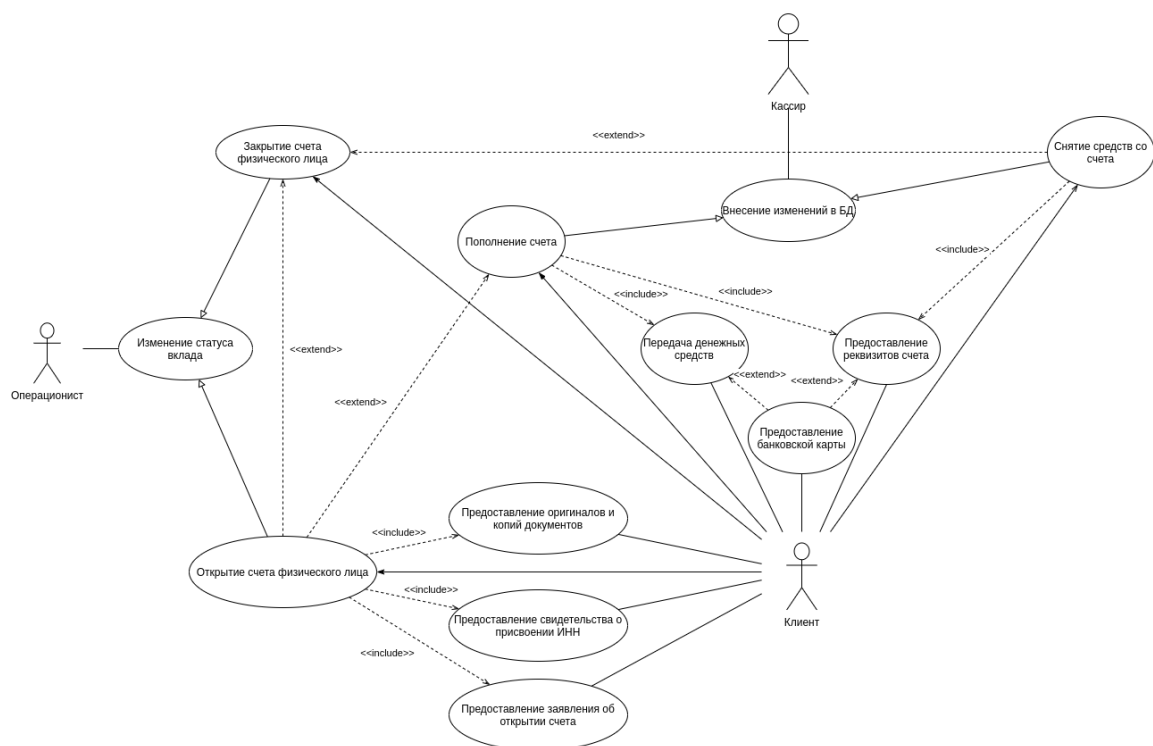 Кассир
<<extend>>
Закрытие счета
физического лица
Снятие средств со
счета
Внесение изменений в БД
Пополнение счета
<<include>>
<<include>>
<<include>>
Операционист
Изменение статуса
вклада
<<extend>>
Передача денежных
средств
Предоставление
реквизитов счета
<<extend>>
<<extend>>
<<extend>>
Предоставление
банковской карты
Предоставление оригиналов и
копий документов
<<include>>
Открытие счета физического лица
<<include>>
Предоставление свидетельства о
присвоении ИНН
Клиент
<<include>>
Предоставление заявления об
открытии счета